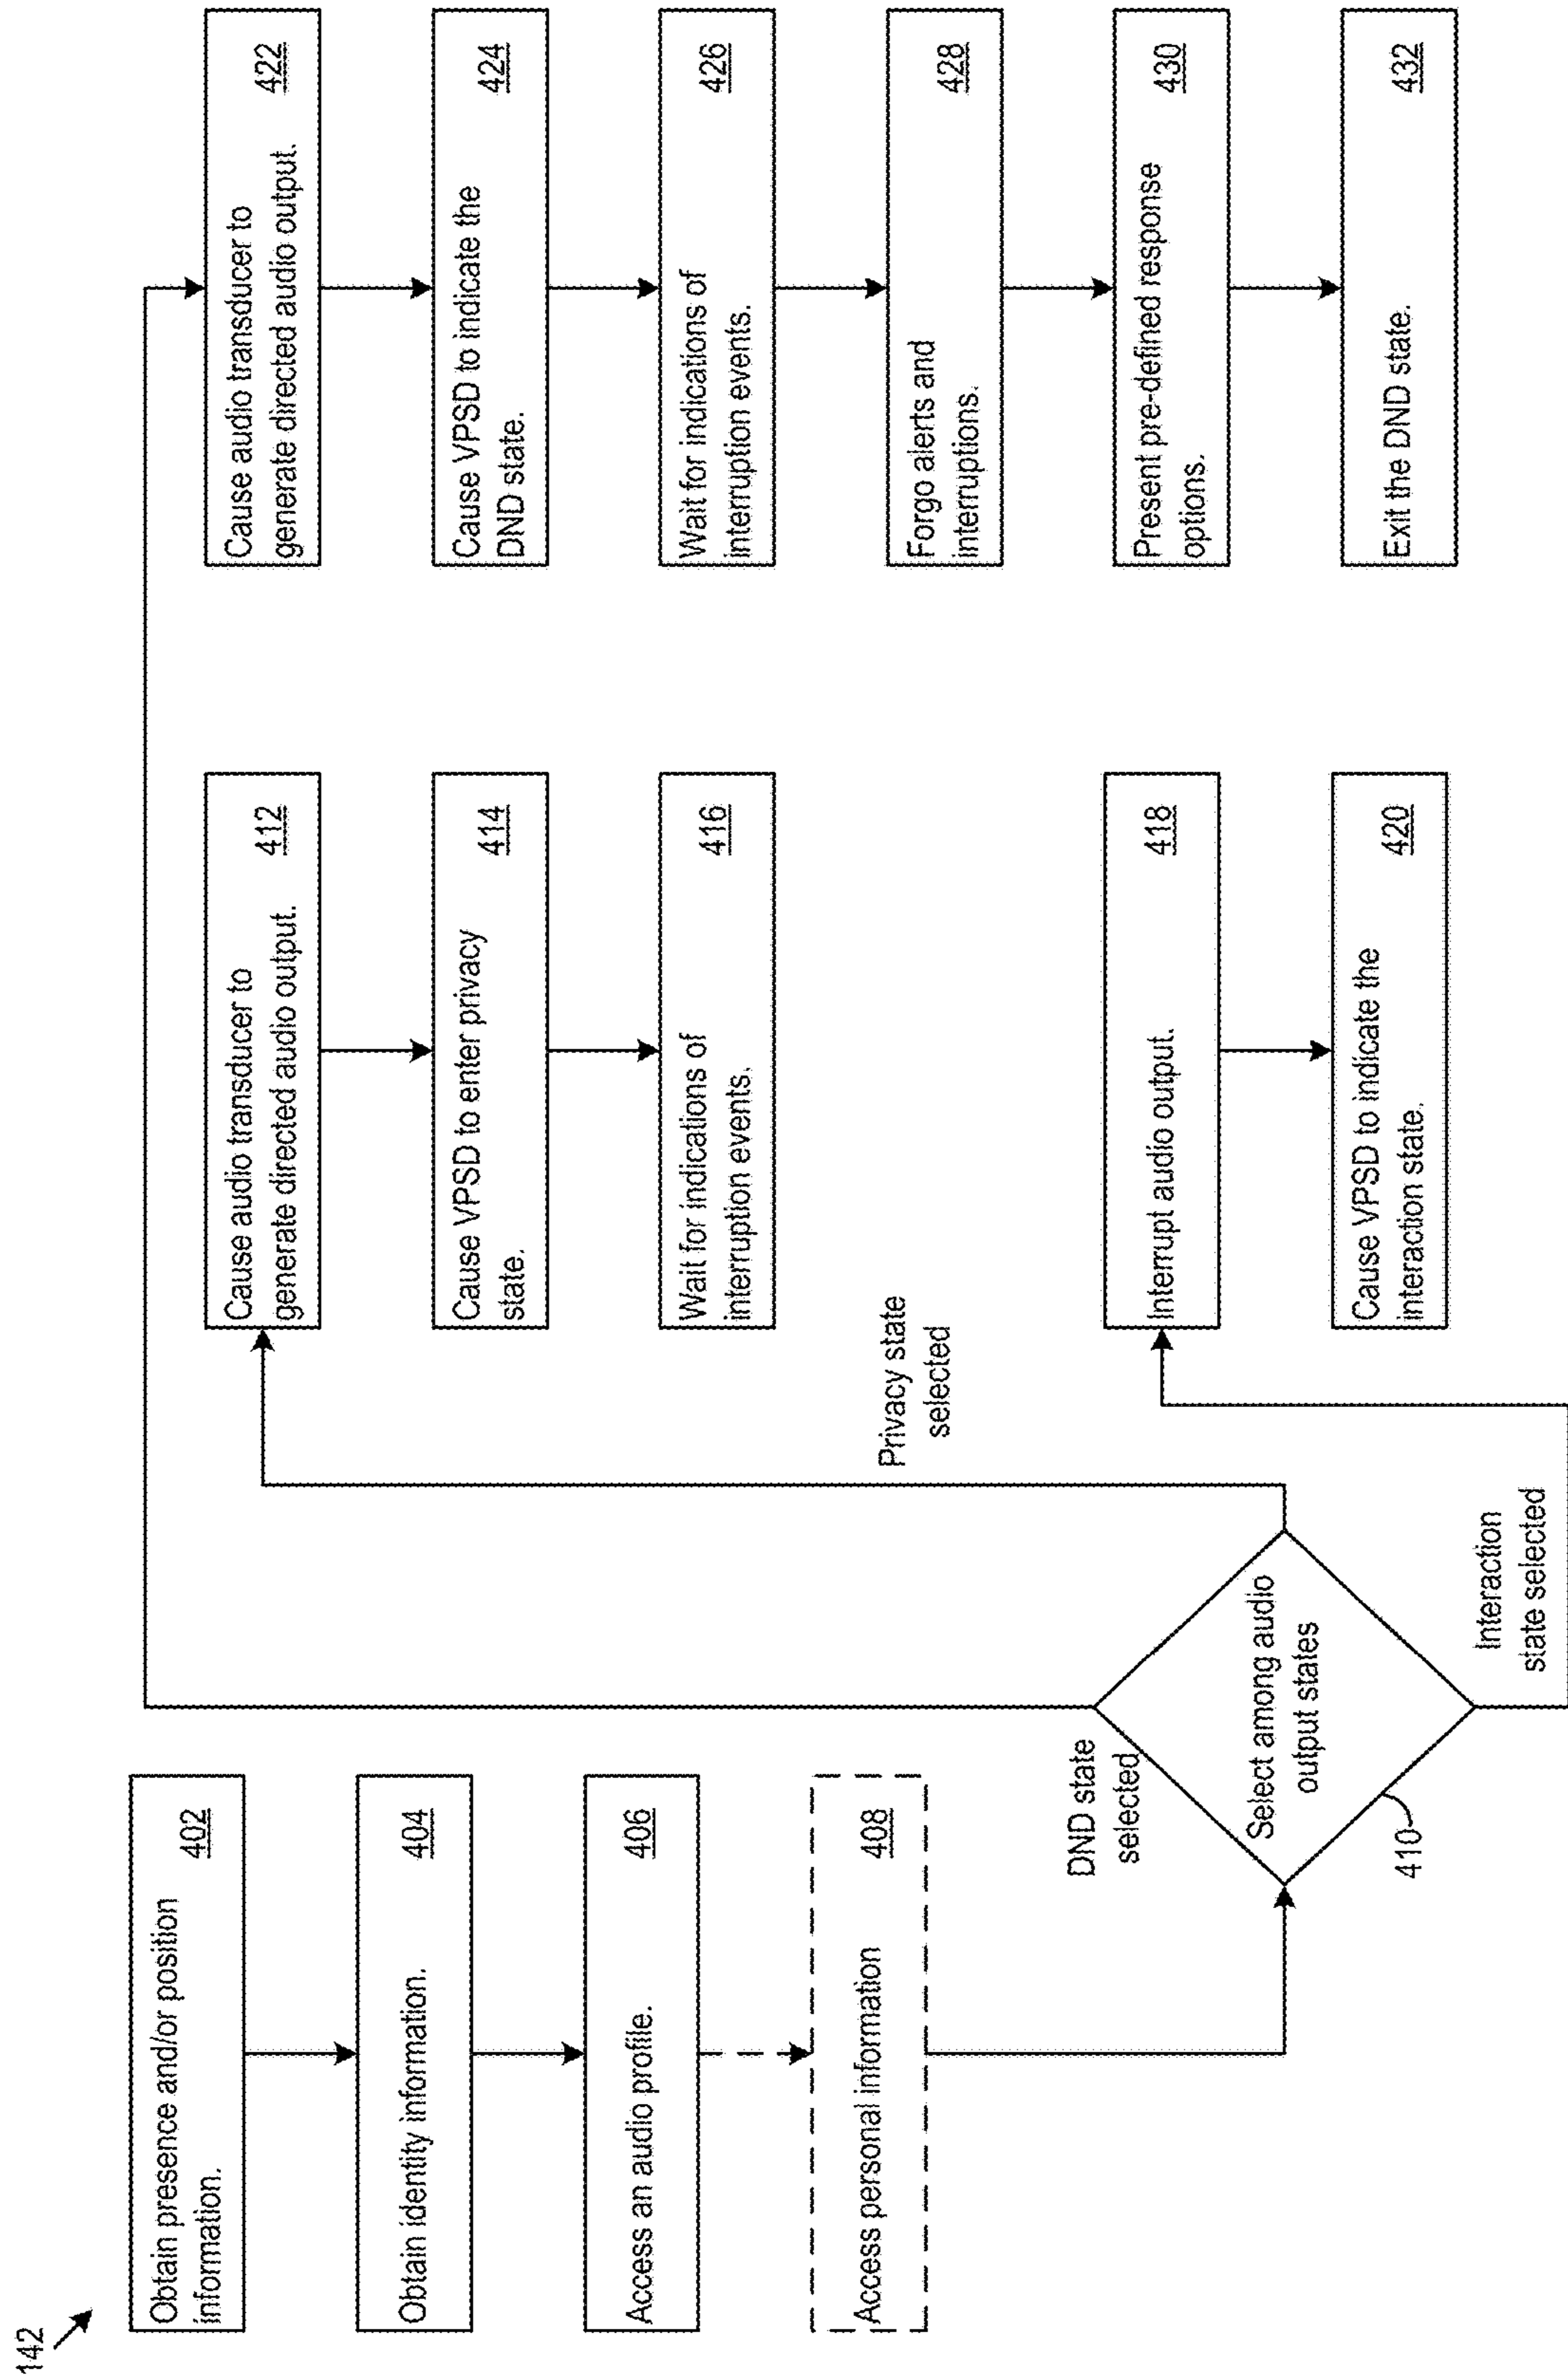 142
Obtain presence and/or position
information.
402
Obtain identity information.
404
Access an audio profile.
406
Access personal information
408
Select among audio
output states
410
DND state
selected
Privacy state
selected
Interaction
state selected
Cause audio transducer to
generate directed audio output.
412
Cause VPSD to enter privacy
state.
414
Wait for indications of
interruption events.
416
Interrupt audio output.
418
Cause VPSD to indicate the
interaction state.
420
Cause audio transducer to
generate directed audio output.
422
Cause VPSD to indicate the
DND state.
424
Wait for indications of
interruption events.
426
Forgo alerts and
interruptions.
428
Present pre-defined response
options.
430
Exit the DND state.
432